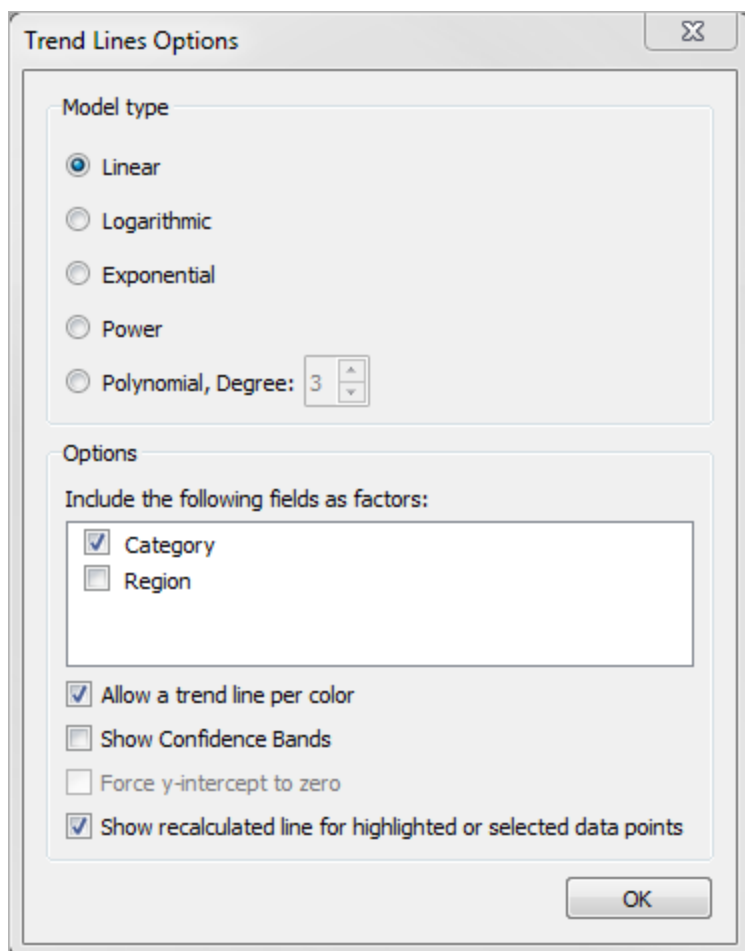 Trend Lines Options
Model type
Linear
Logarithmic
Exponential
Power
Polynomial, Degree: 3
Options
Include the following fields as factors:
Category
Region
Allow a trend line per color
Show Confidence Bands
Force y-intercept to zero
Show recalculated line for highlighted or selected data points
OK